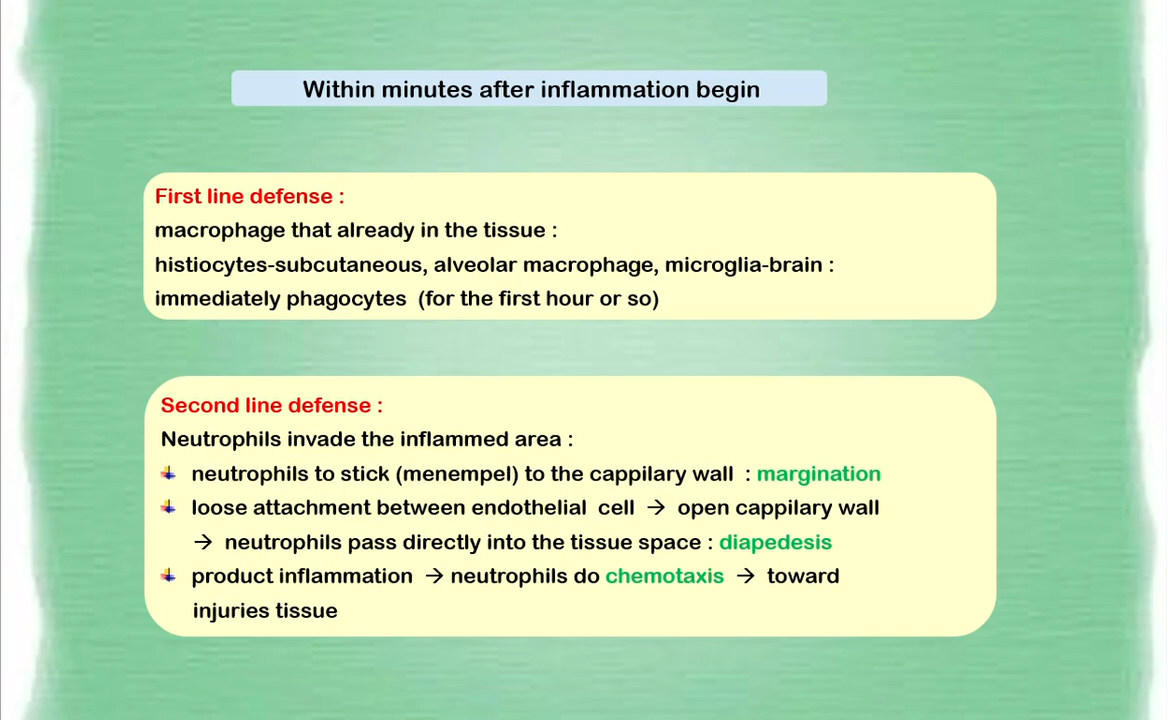 Within minutes after inflammation begin
First line defense :
macrophage that already in the tissue :
histiocytes-subcutaneous, alveolar macrophage, microglia-brain :
immediately phagocytes (for the first hour or so)
Second line defense :
Neutrophils invade the inflammed area :
neutrophils to stick (menempel) to the cappilary wall : margination
loose attachment between endothelial cell → open cappilary wall
→ neutrophils pass directly into the tissue space : diapedesis
product inflammation → neutrophils do chemotaxis → toward
injuries tissue